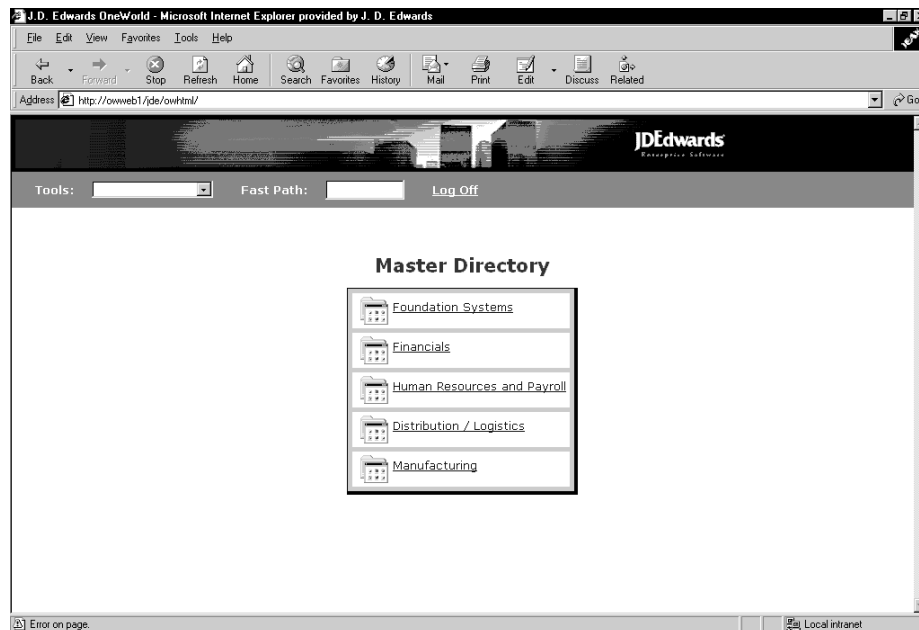 J.D. Edwards OneWorld - Microsoft Internet Explorer provided by J. D. Edwards
File Edit View Favorites Tools Help
Back Forward Stop Refresh Home Search Favorites History Mail Print Edit Discuss Related
Address http://owweb1/jde/owhtml/ Go
JDEdwards
Enterprise Software
Tools: Fast Path: Log Off
Master Directory
Foundation Systems
Financials
Human Resources and Payroll
Distribution / Logistics
Manufacturing
Error on page. Local intranet